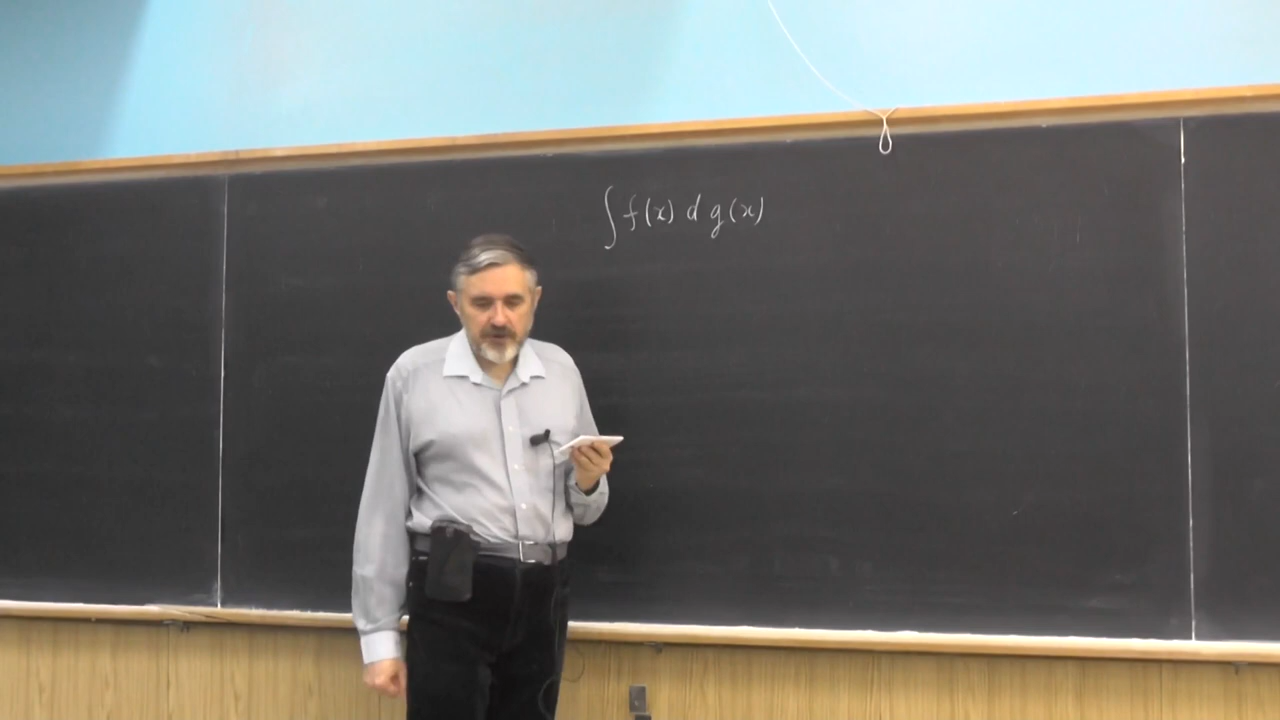 ∫ f(x) d g(x)